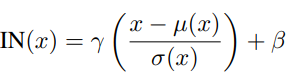 IN(x) = γ ( (x − μ(x)) / σ(x) ) + β